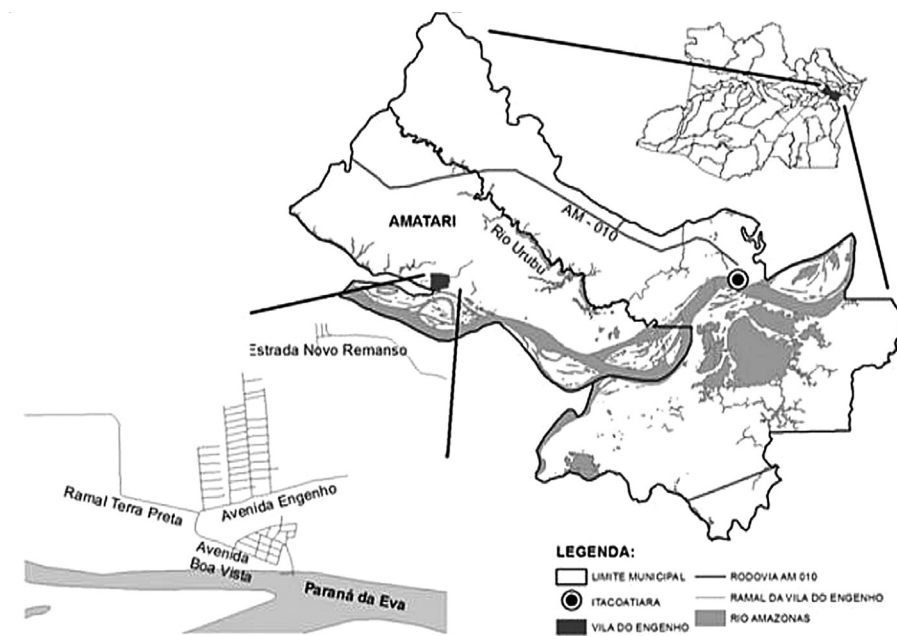 AMATARI
AM - 010
Rio Urubu
Estrada Novo Remanso
Ramal Terra Preta
Avenida Engenho
Avenida
Boa Vista
Paraná da Eva
LEGENDA:
LIMITE MUNICIPAL
ITACOATIARA
VILA DO ENGENHO
RODOVIA AM 010
RAMAL DA VILA DO ENGENHO
RIO AMAZONAS